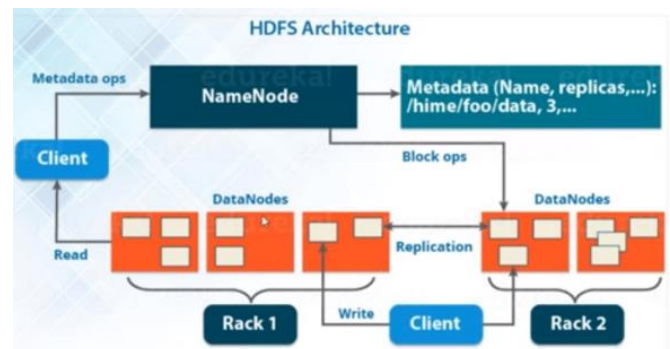 HDFS Architecture
Metadata ops
edureka!
NameNode
Metadata (Name, replicas,...):
/hime/foo/data, 3,...
Client
Block ops
DataNodes
DataNodes
Read
Replication
Rack 1
Write
Client
Rack 2